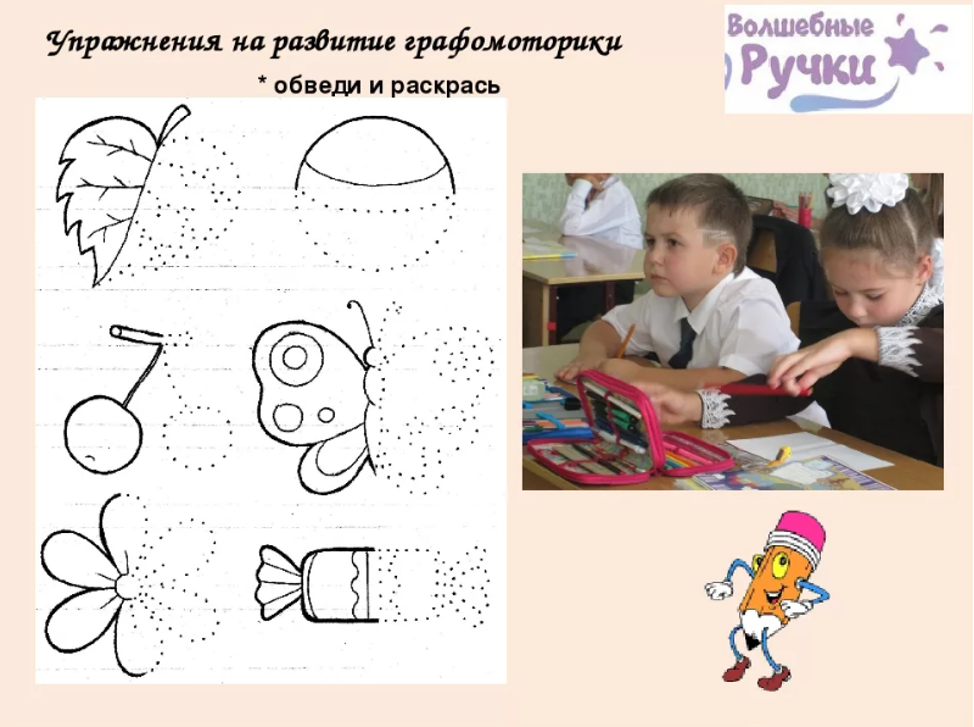 Упражнения на развитие графомоторики
* обведи и раскрась
Волшебные
Ручки